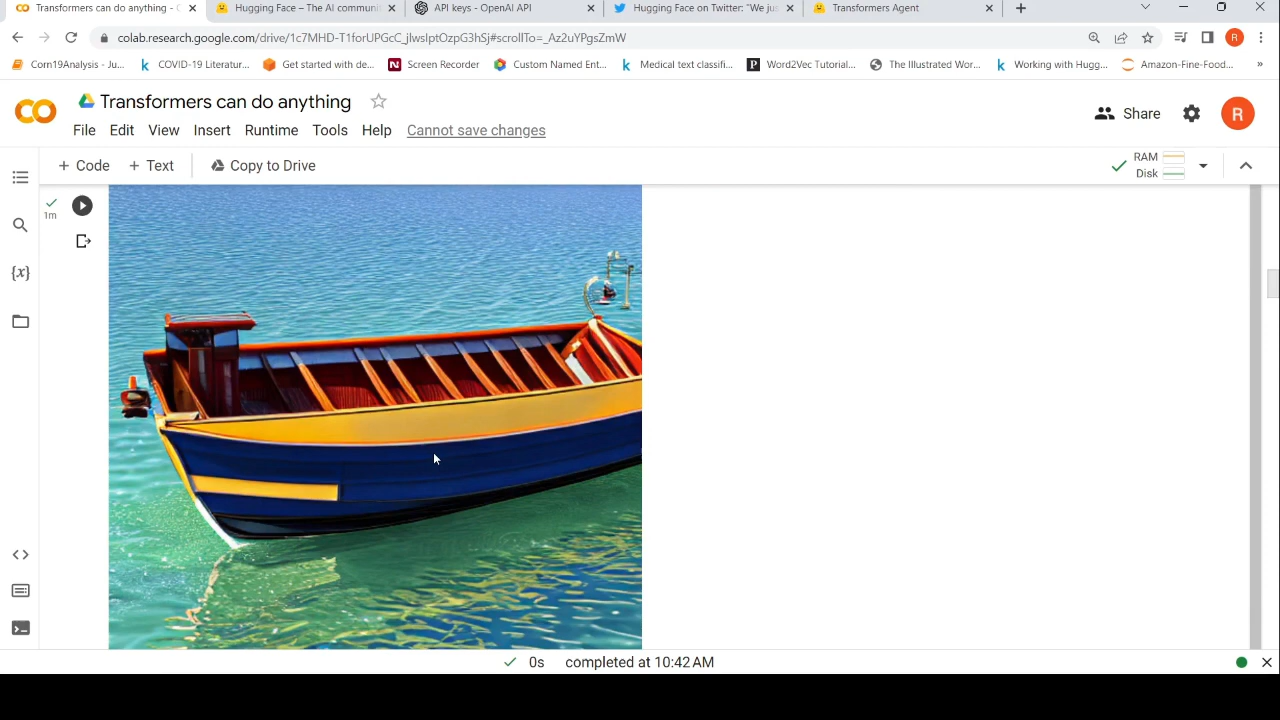 Transformers can do anything - C
Hugging Face – The AI communi
API keys - OpenAI API
Hugging Face on Twitter: "We jus
Transformers Agent
colab.research.google.com/drive/1c7MHD-T1forUPGcC_jlwslptOzpG3hSj#scrollTo=_Az2uYPgsZmW
R
Corn19Analysis - Ju...
COVID-19 Literatur...
Get started with de...
Screen Recorder
Custom Named Ent...
Medical text classifi...
Word2Vec Tutorial...
The Illustrated Wor...
Working with Hugg...
Amazon-Fine-Food...
»
CO
Transformers can do anything
File Edit View Insert Runtime Tools Help Cannot save changes
Share
R
+ Code + Text Copy to Drive
RAM
Disk
1m
{x}
0s completed at 10:42 AM